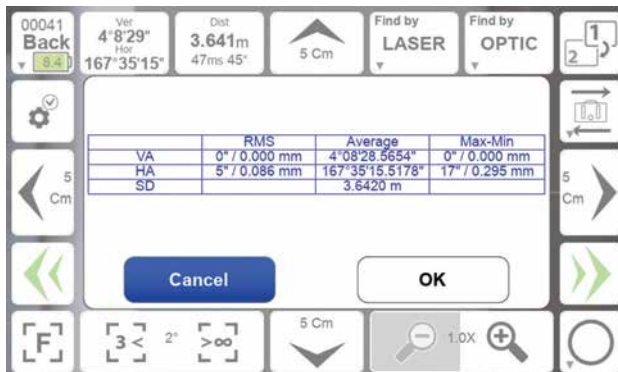 00041
Back
8.4
Ver
4°8'29"
Hor
167°35'15"
Dist
3.641m
47ms 45°
5 Cm
Find by
LASER
Find by
OPTIC
1
2
5
Cm
5
Cm
RMS Average Max-Min
VA 0" / 0.000 mm 4°08'28.5654" 0" / 0.000 mm
HA 5" / 0.086 mm 167°35'15.5178" 17" / 0.295 mm
SD 3.6420 m
Cancel OK
F
3 < 2° >∞
5 Cm
1.0X